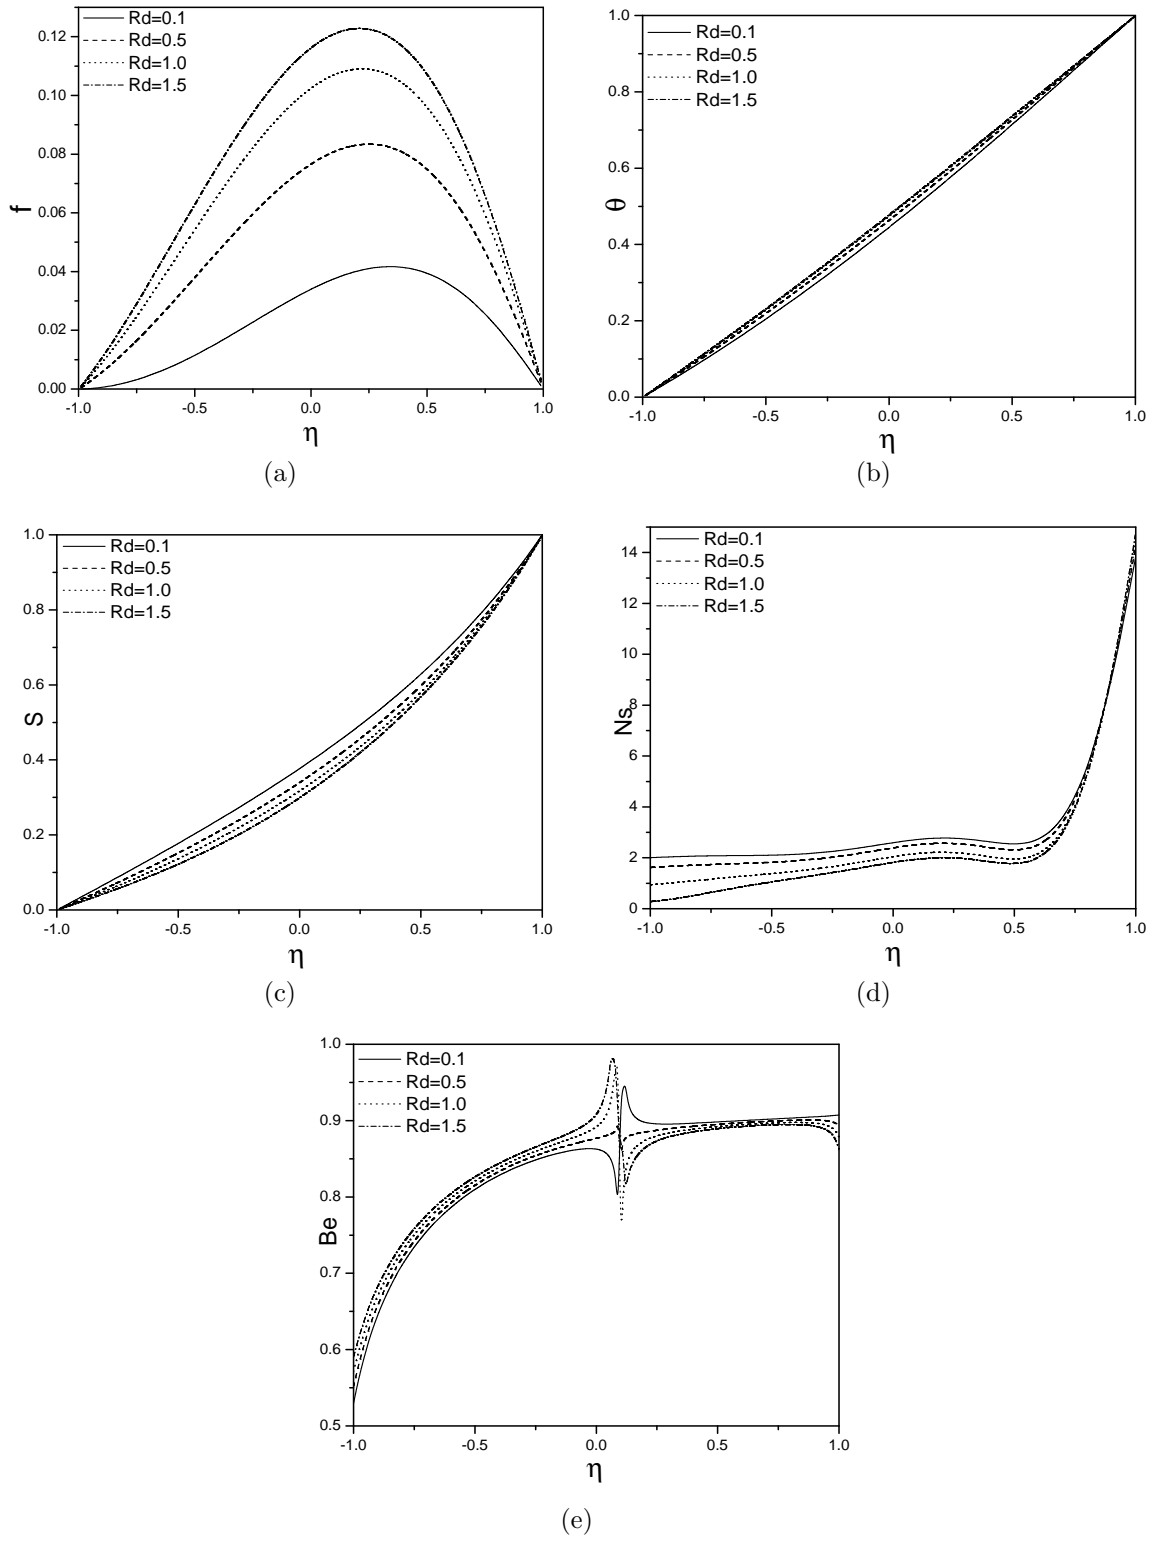 Rd=0.1
Rd=0.5
Rd=1.0
Rd=1.5
0.12
0.10
0.08
0.06
0.04
0.02
0.00
f
-1.0 -0.5 0.0 0.5 1.0
η
(a)
Rd=0.1
Rd=0.5
Rd=1.0
Rd=1.5
1.0
0.8
0.6
0.4
0.2
0.0
θ
-1.0 -0.5 0.0 0.5 1.0
η
(b)
Rd=0.1
Rd=0.5
Rd=1.0
Rd=1.5
1.0
0.8
0.6
0.4
0.2
0.0
S
-1.0 -0.5 0.0 0.5 1.0
η
(c)
Rd=0.1
Rd=0.5
Rd=1.0
Rd=1.5
14
12
10
8
6
4
2
0
Ns
-1.0 -0.5 0.0 0.5 1.0
η
(d)
Rd=0.1
Rd=0.5
Rd=1.0
Rd=1.5
1.0
0.9
0.8
0.7
0.6
0.5
Be
-1.0 -0.5 0.0 0.5 1.0
η
(e)